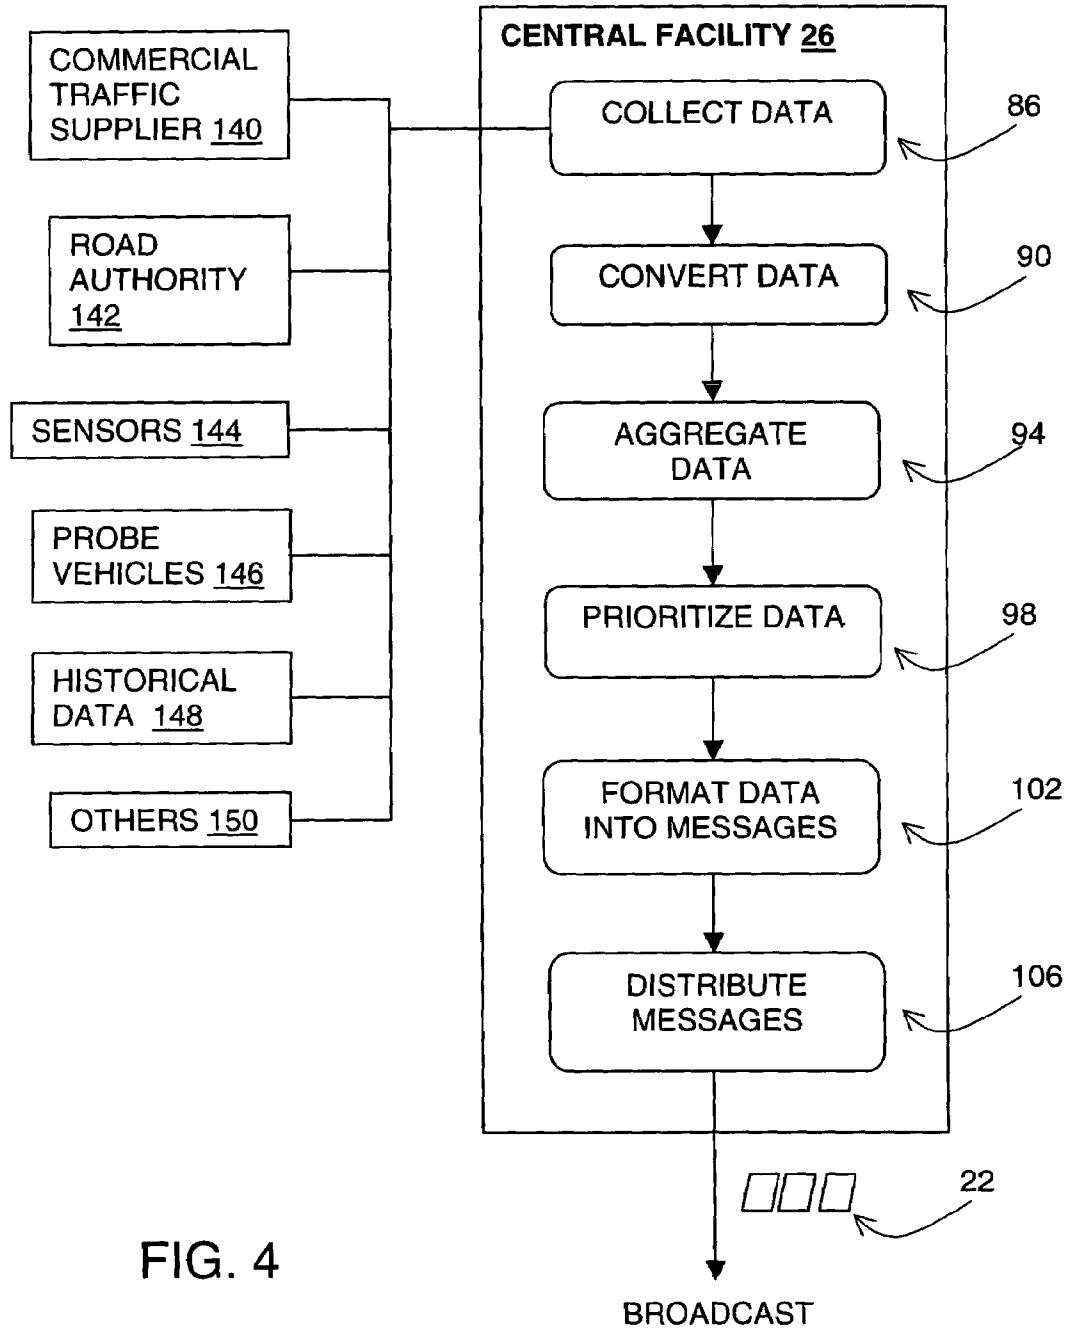 COMMERCIAL
TRAFFIC
SUPPLIER 140
ROAD
AUTHORITY
142
SENSORS 144
PROBE
VEHICLES 146
HISTORICAL
DATA 148
OTHERS 150
CENTRAL FACILITY 26
COLLECT DATA
86
CONVERT DATA
90
AGGREGATE
DATA
94
PRIORITIZE DATA
98
FORMAT DATA
INTO MESSAGES
102
DISTRIBUTE
MESSAGES
106
22
BROADCAST
FIG. 4